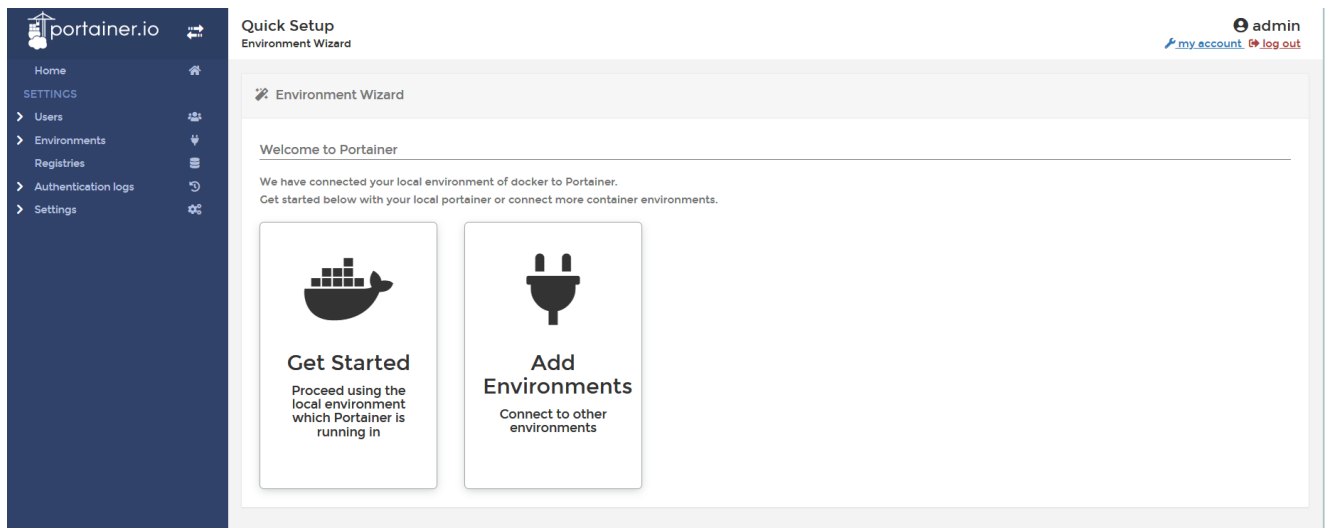 portainer.io
Home
SETTINGS
Users
Environments
Registries
Authentication logs
Settings
Quick Setup
Environment Wizard
admin
my account log out
Environment Wizard
Welcome to Portainer
We have connected your local environment of docker to Portainer.
Get started below with your local portainer or connect more container environments.
Get Started
Proceed using the
local environment
which Portainer is
running in
Add
Environments
Connect to other
environments